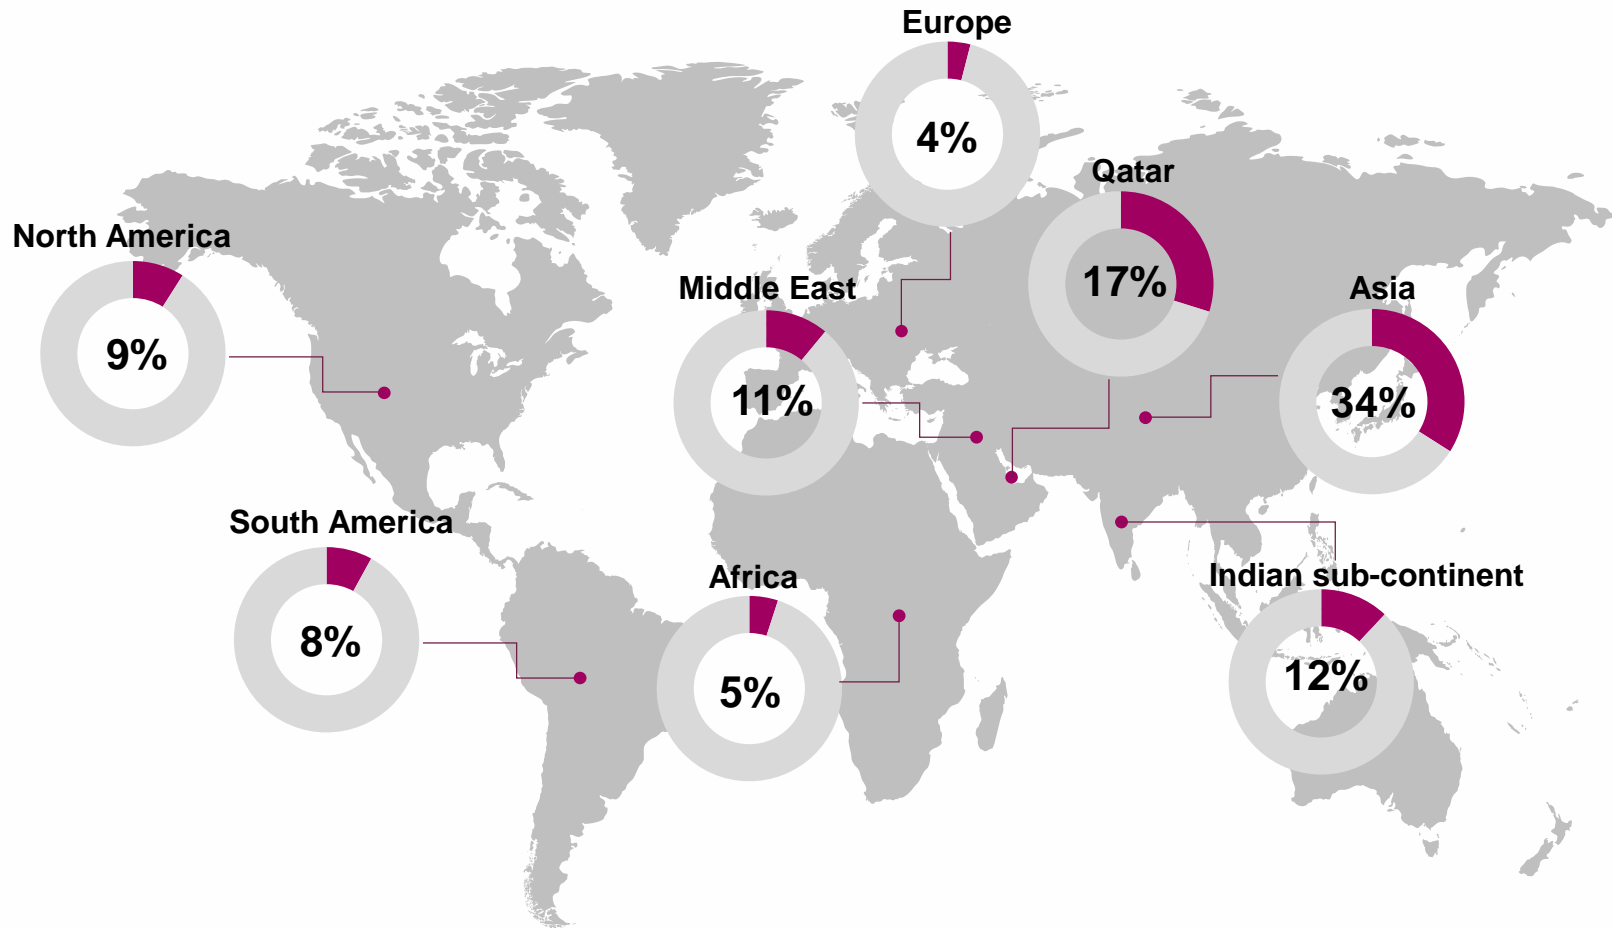 Europe
4%
Qatar
17%
North America
9%
Middle East
11%
Asia
34%
South America
8%
Africa
5%
Indian sub-continent
12%